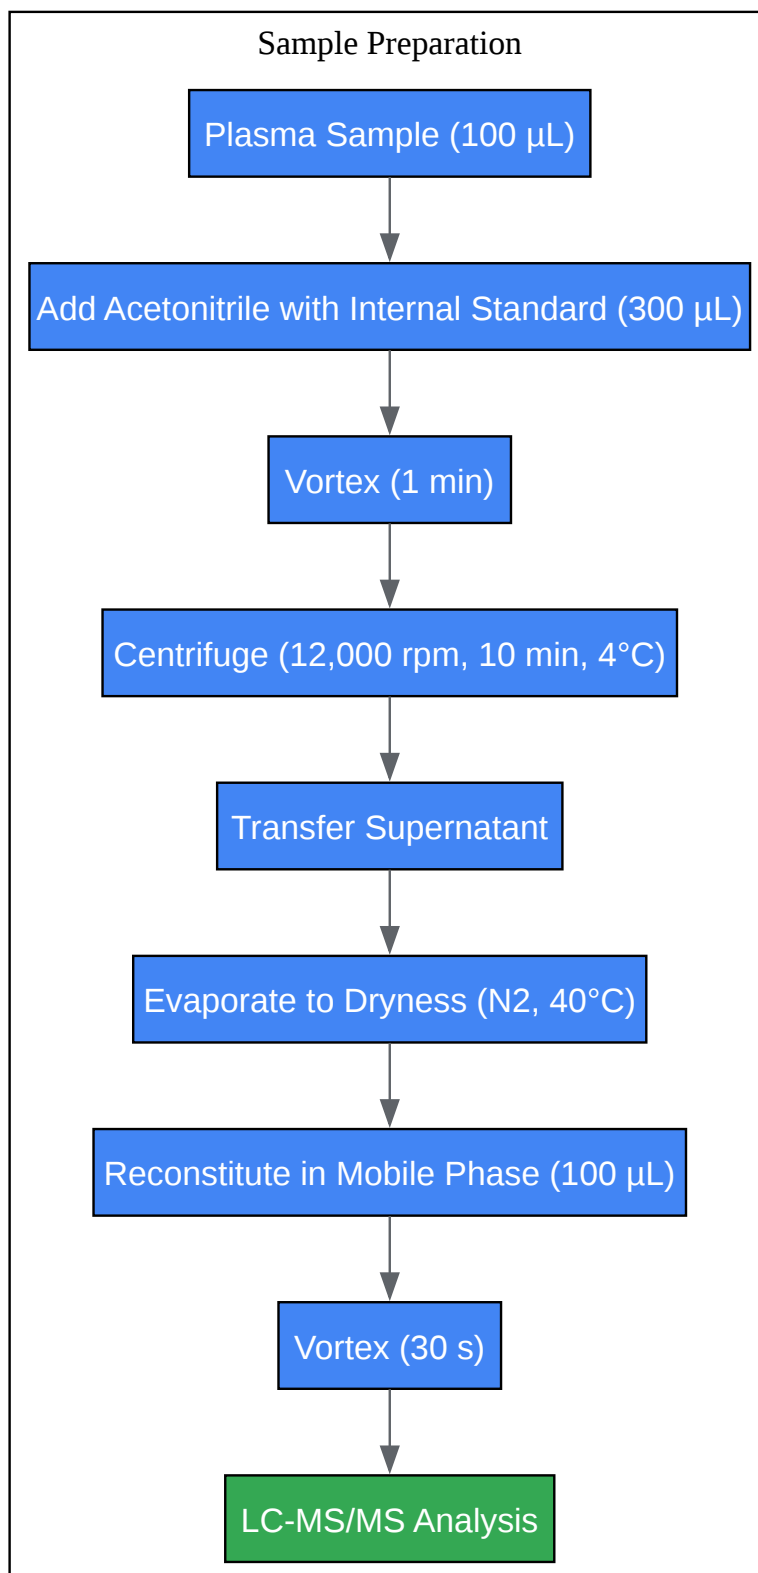 Sample Preparation
Plasma Sample (100 µL)
Add Acetonitrile with Internal Standard (300 µL)
Vortex (1 min)
Centrifuge (12,000 rpm, 10 min, 4°C)
Transfer Supernatant
Evaporate to Dryness (N2, 40°C)
Reconstitute in Mobile Phase (100 µL)
Vortex (30 s)
LC-MS/MS Analysis